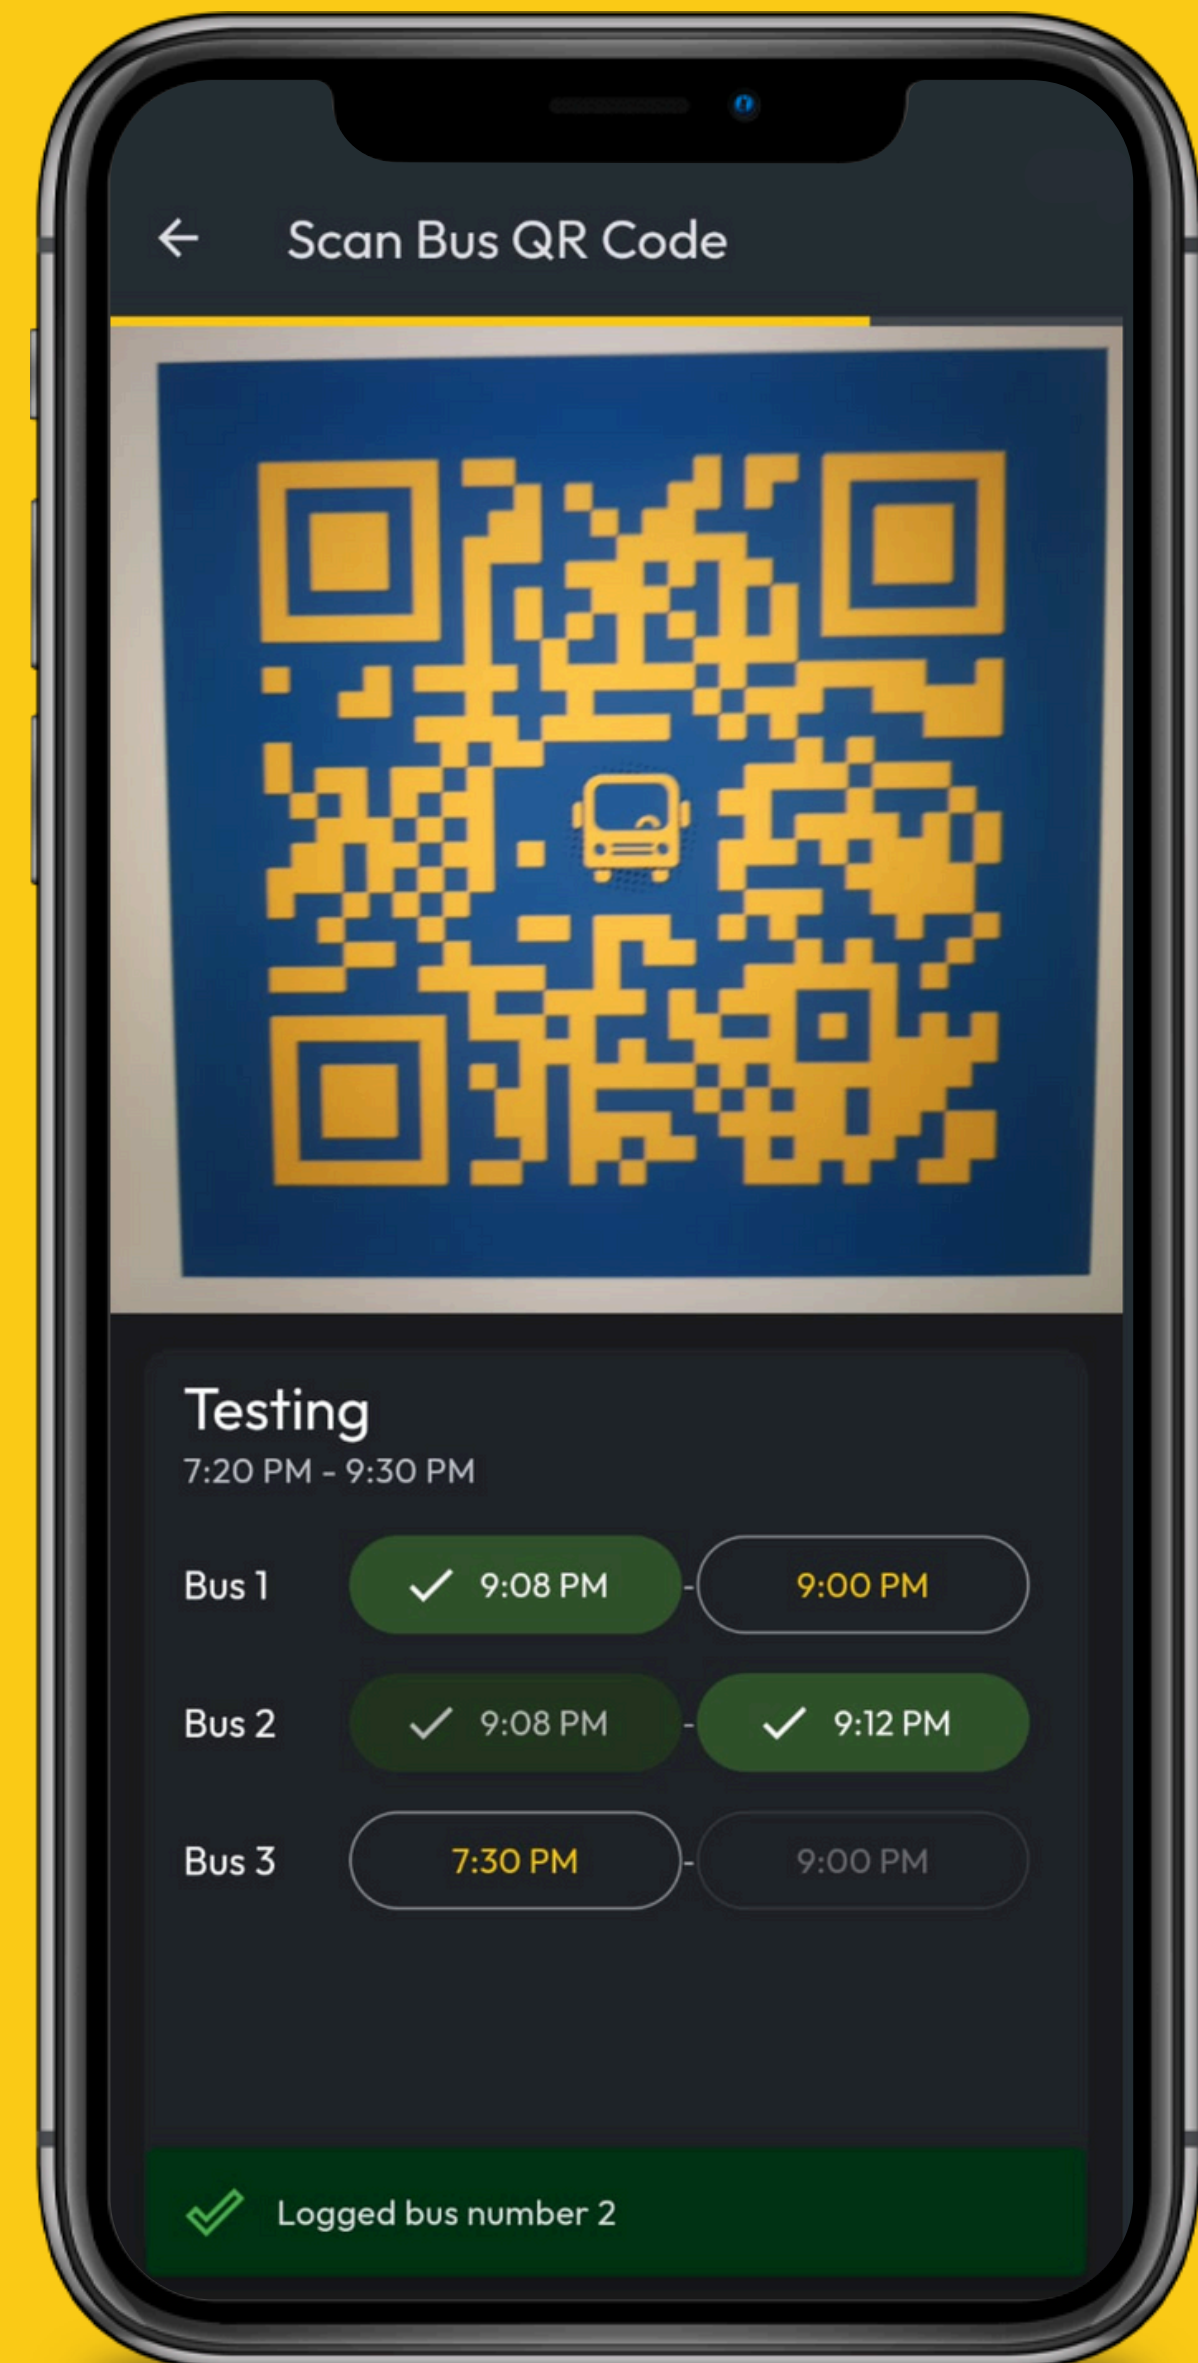 Scan Bus QR Code
Testing
7:20 PM - 9:30 PM
Bus 1 9:08 PM - 9:00 PM
Bus 2 9:08 PM - 9:12 PM
Bus 3 7:30 PM - 9:00 PM
Logged bus number 2